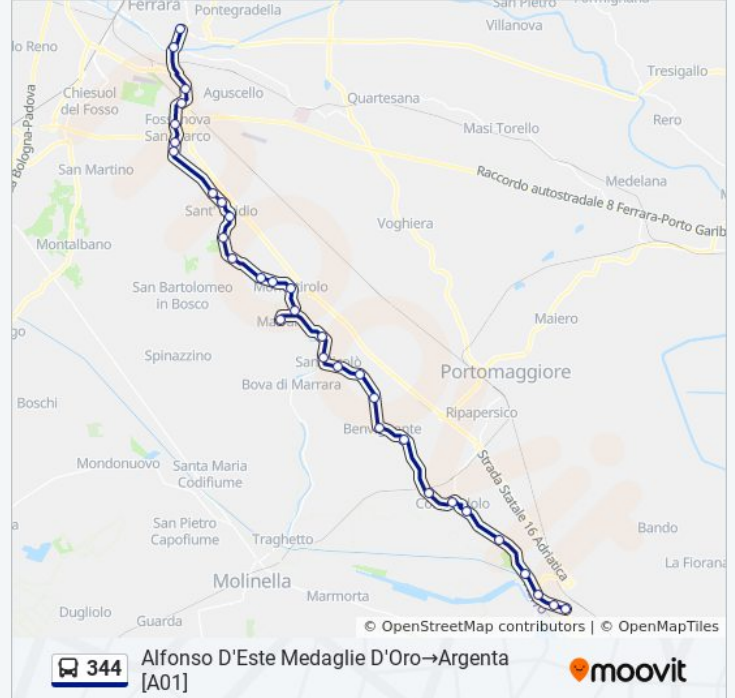 Ferrara
Pontegradella
San Pietro
Villanova
lo Reno
Tresigallo
Chiesuol
del Fosso
Aguscello
Quartesana
Rero
Masi Torello
Bologna-Padova
San Martino
Raccordo autostradale 8 Ferrara-Porto Garib
Medelana
Voghiera
Montalbano
San Bartolomeo
in Bosco
go
Maiero
Spinazzino
Portomaggiore
Bova di Marrara
Boschi
Ripapersico
Mondonuovo
Santa Maria
Codifiume
Strada Statale 16 Adriatica
San Pietro
Capofiume
Traghetto
Bando
La Fiorana
Molinella
Marmorta
Dugliolo
Guarda
© OpenStreetMap contributors | © OpenMapTiles
344
Alfonso D'Este Medaglie D'Oro→Argenta
[A01]
moovit